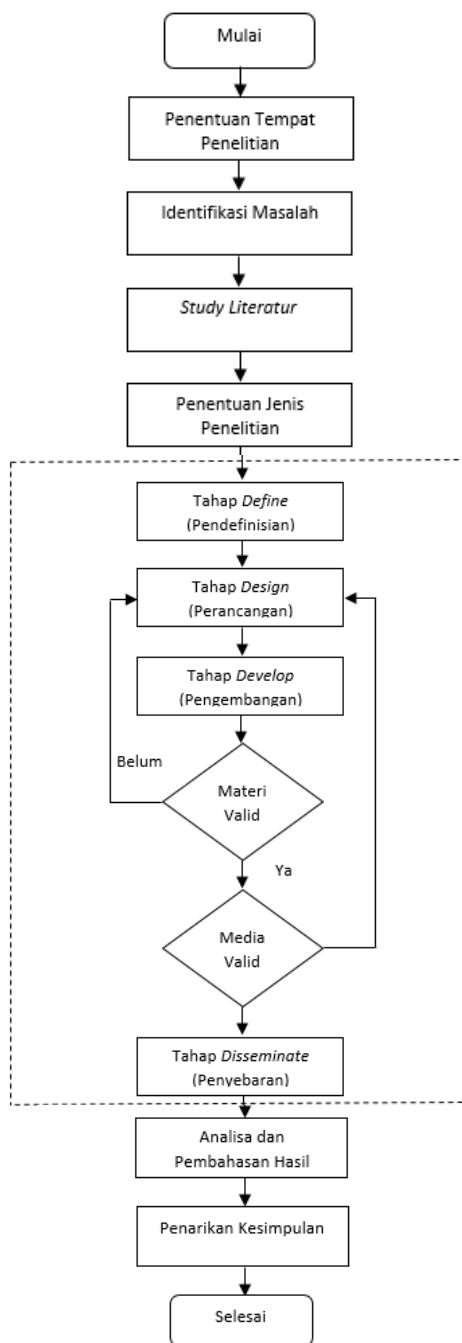 Mulai
Penentuan Tempat
Penelitian
Identifikasi Masalah
Study Literatur
Penentuan Jenis
Penelitian
Tahap Define
(Pendefinisian)
Tahap Design
(Perancangan)
Tahap Develop
(Pengembangan)
Belum
Materi
Valid
Ya
Media
Valid
Tahap Disseminate
(Penyebaran)
Analisa dan
Pembahasan Hasil
Penarikan Kesimpulan
Selesai